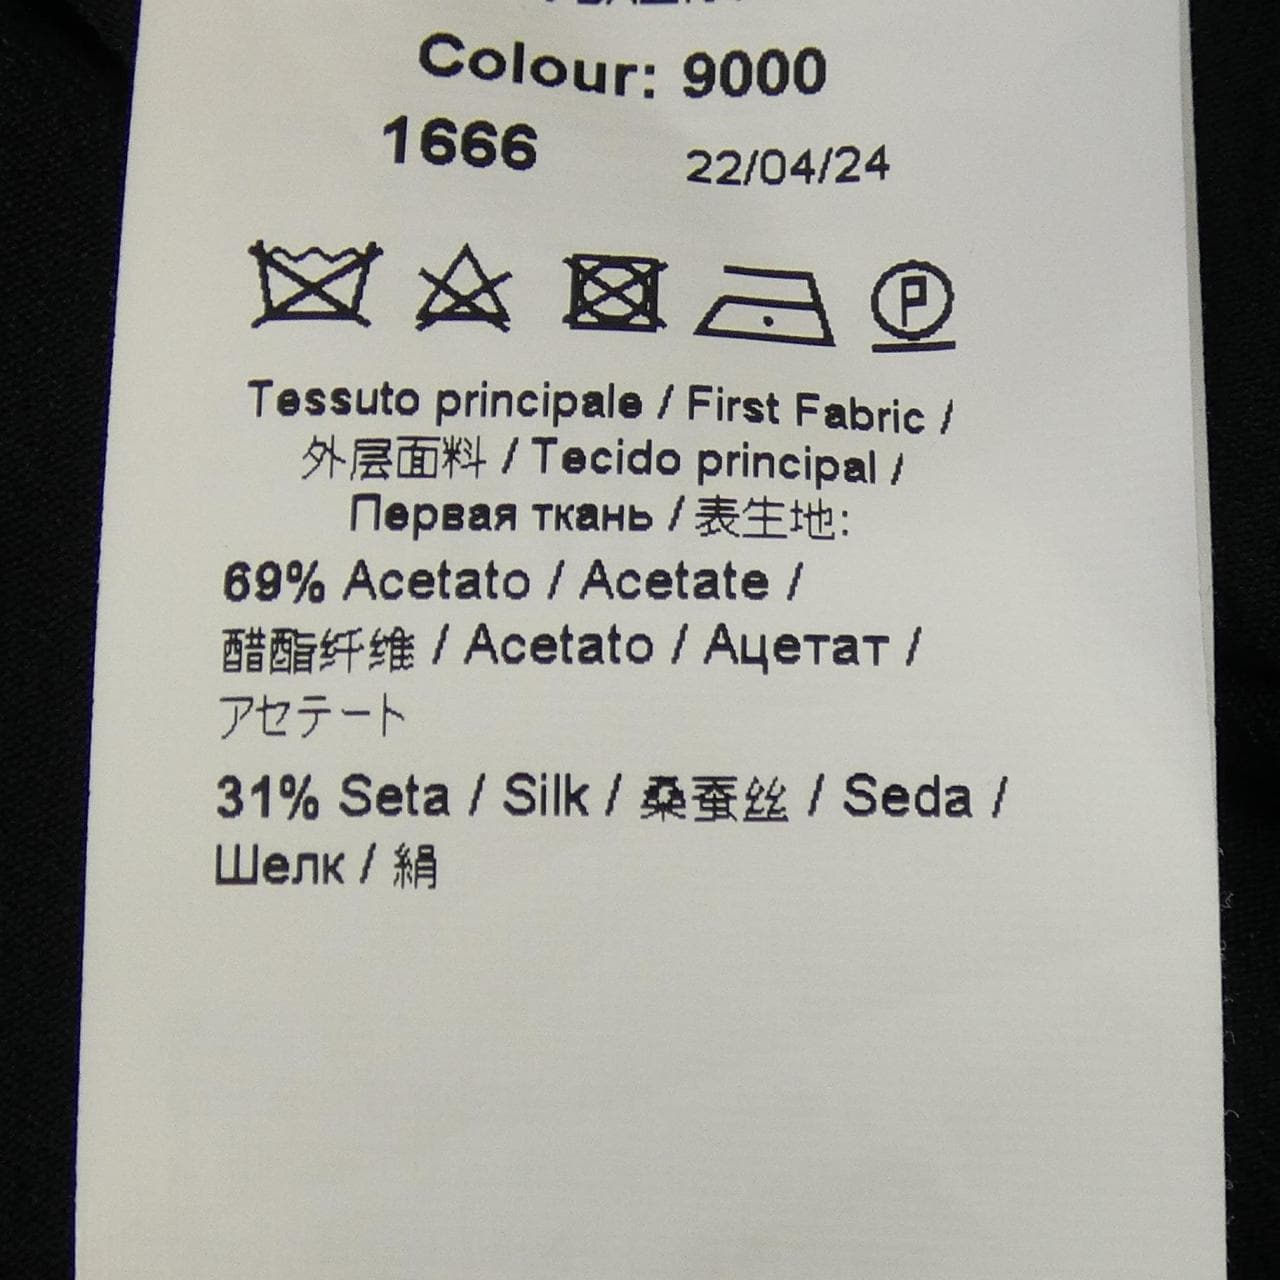 Colour: 9000
1666 22/04/24
P
Tessuto principale / First Fabric /
外层面料 / Tecido principal /
Первая ткань / 表生地:
69% Acetato / Acetate /
醋酯纤维 / Acetato / Ацетат /
アセテート
31% Seta / Silk / 桑蚕丝 / Seda /
Шелк / 絹